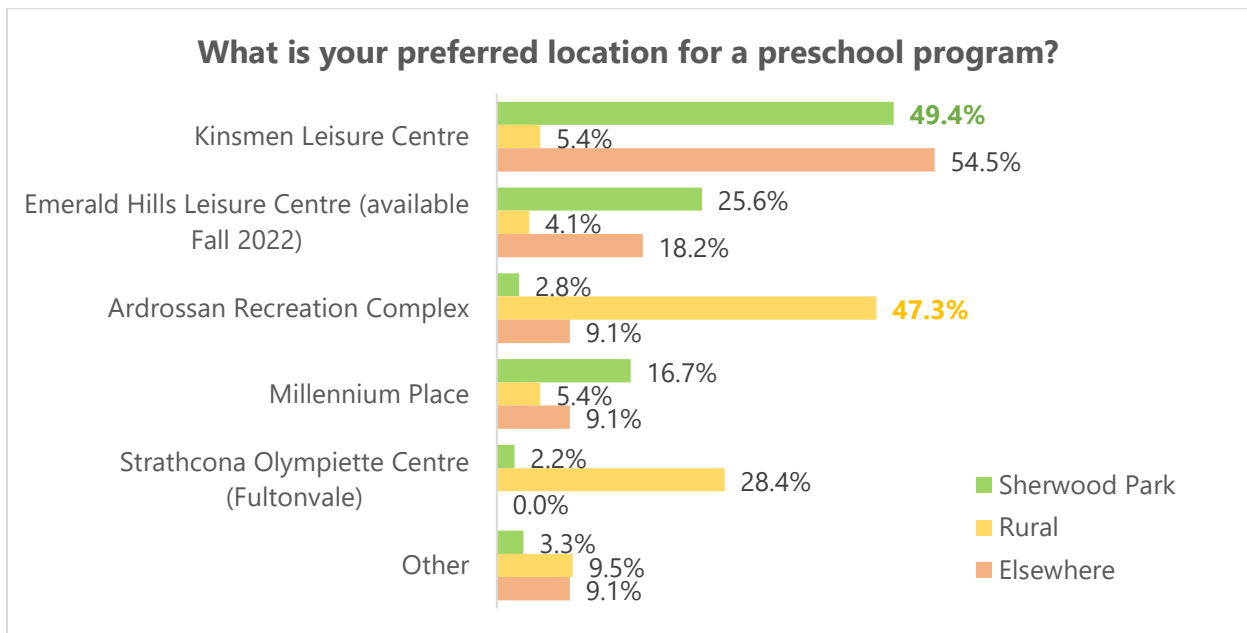 What is your preferred location for a preschool program?
Kinsmen Leisure Centre
49.4%
5.4%
54.5%
Emerald Hills Leisure Centre (available
Fall 2022)
25.6%
4.1%
18.2%
Ardrossan Recreation Complex
2.8%
47.3%
9.1%
Millennium Place
16.7%
5.4%
9.1%
Strathcona Olympiette Centre
(Fultonvale)
2.2%
28.4%
0.0%
Other
3.3%
9.5%
9.1%
Sherwood Park
Rural
Elsewhere